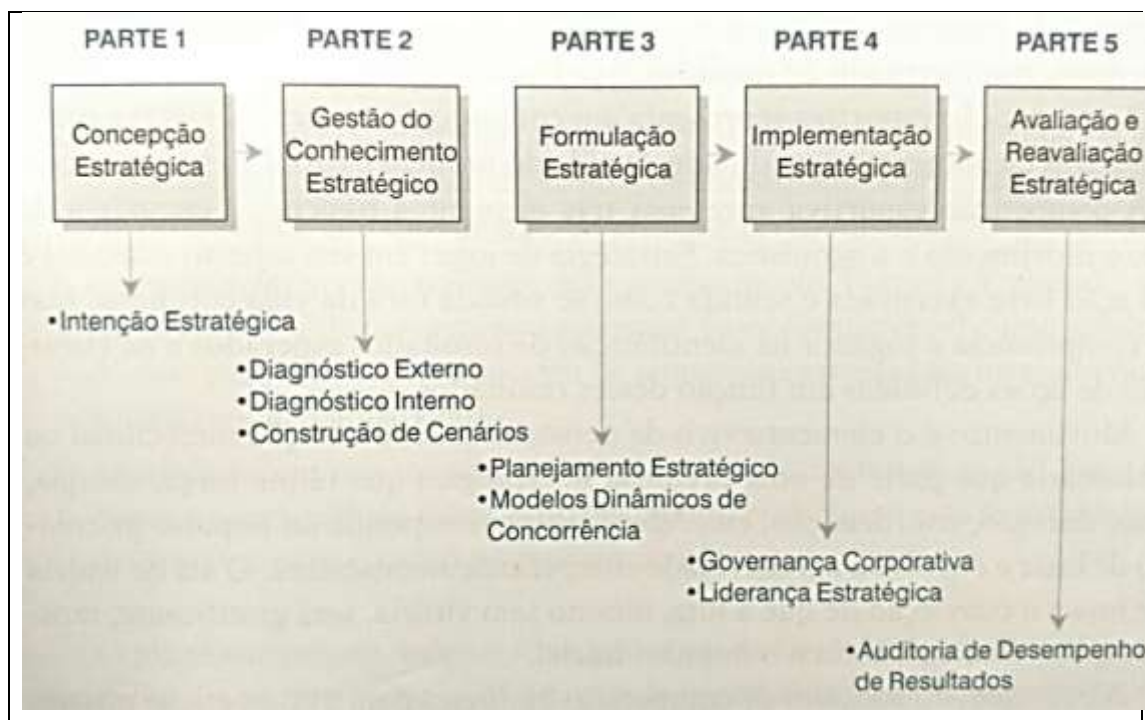 PARTE 1
PARTE 2
PARTE 3
PARTE 4
PARTE 5
Concepção
Estratégica
Gestão do
Conhecimento
Estratégico
Formulação
Estratégica
Implementação
Estratégica
Avaliação e
Reavaliação
Estratégica
• Intenção Estratégica
• Diagnóstico Externo
• Diagnóstico Interno
• Construção de Cenários
• Planejamento Estratégico
• Modelos Dinâmicos de
Concorrência
• Governança Corporativa
• Liderança Estratégica
• Auditoria de Desempenho
de Resultados